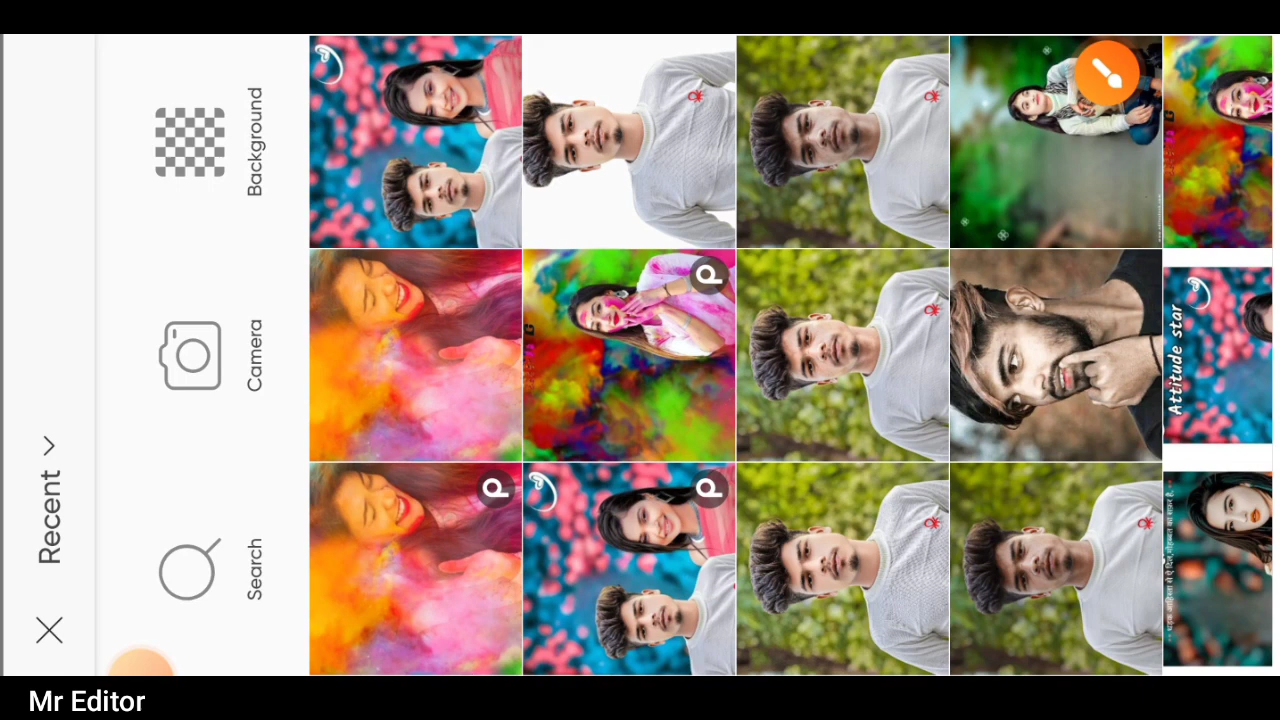 Recent
Search
Camera
Background
Attitude star
Mr Editor